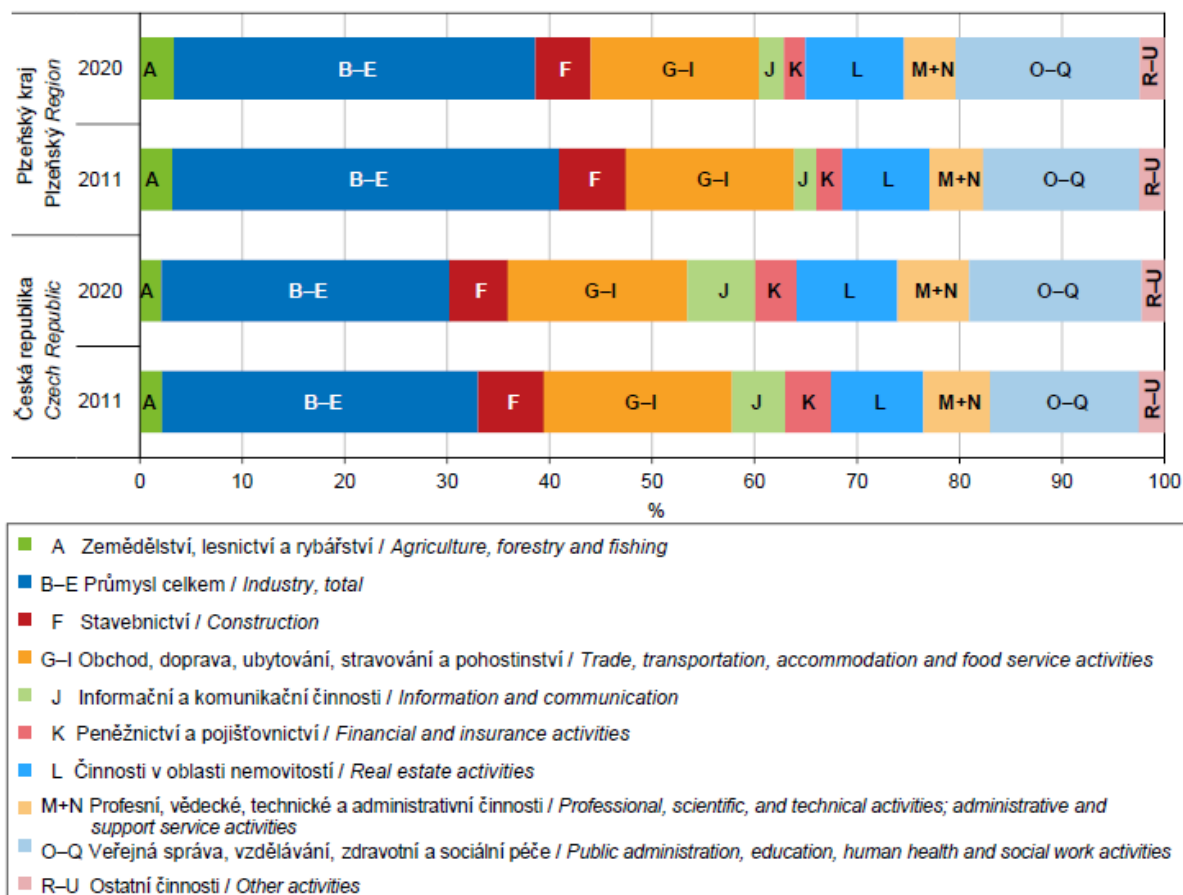 Plzeňský kraj
Plzeňský Region
2020
A B–E F G–I J K L M+N O–Q R–U
2011
A B–E F G–I J K L M+N O–Q R–U
Česká republika
Czech Republic
2020
A B–E F G–I J K L M+N O–Q R–U
2011
A B–E F G–I J K L M+N O–Q R–U
0 10 20 30 40 50 60 70 80 90 100
%
A Zemědělství, lesnictví a rybářství / Agriculture, forestry and fishing
B–E Průmysl celkem / Industry, total
F Stavebnictví / Construction
G–I Obchod, doprava, ubytování, stravování a pohostinství / Trade, transportation, accommodation and food service activities
J Informační a komunikační činnosti / Information and communication
K Peněžnictví a pojišťovnictví / Financial and insurance activities
L Činnosti v oblasti nemovitostí / Real estate activities
M+N Profesní, vědecké, technické a administrativní činnosti / Professional, scientific, and technical activities; administrative and
support service activities
O–Q Veřejná správa, vzdělávání, zdravotní a sociální péče / Public administration, education, human health and social work activities
R–U Ostatní činnosti / Other activities